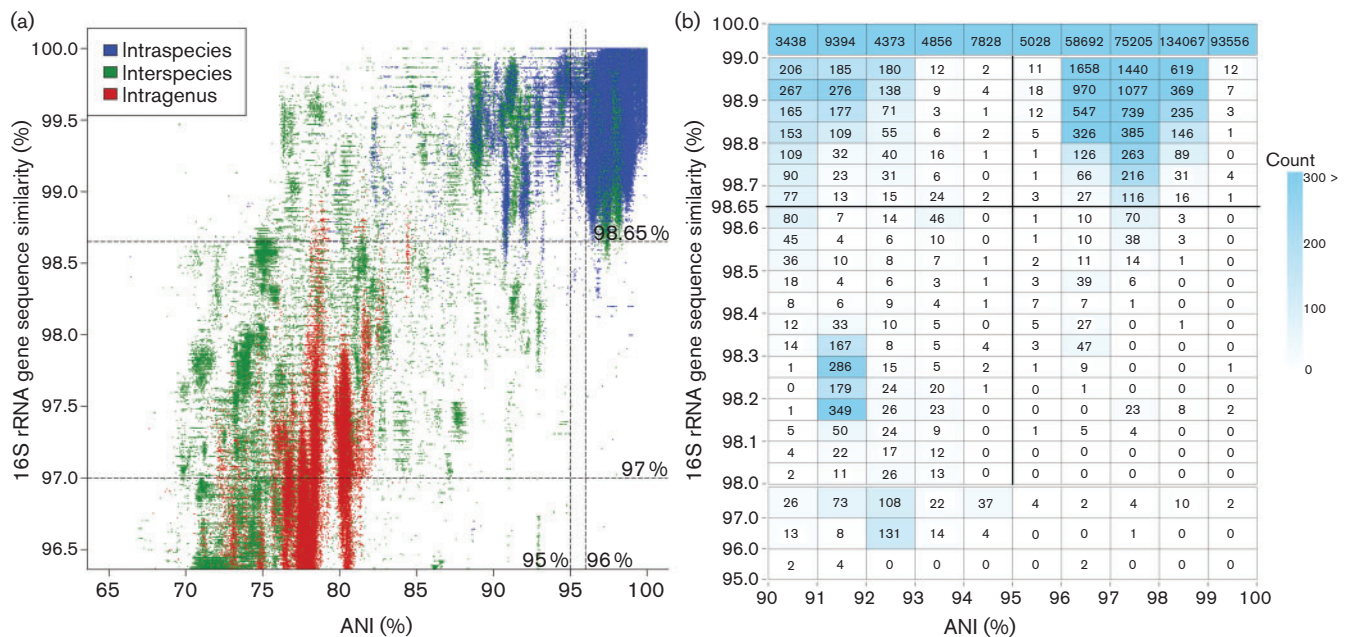 (a)
16S rRNA gene sequence similarity (%)
100.0
99.5
99.0
98.5
98.0
97.5
97.0
96.5
Intraspecies
Interspecies
Intragenus
98.65 %
97 %
95 %
96 %
65 70 75 80 85 90 95 100
ANI (%)
(b)
16S rRNA gene sequence similarity (%)
100.0
3438 9394 4373 4856 7828 5028 58692 75205 134067 93556
99.0
206 185 180 12 2 11 1658 1440 619 12
267 276 138 9 4 18 970 1077 369 7
98.9
165 177 71 3 1 12 547 739 235 3
153 109 55 6 2 5 326 385 146 1
98.8
109 32 40 16 1 1 126 263 89 0
90 23 31 6 0 1 66 216 31 4
98.7
77 13 15 24 2 3 27 116 16 1
98.65
80 7 14 46 0 1 10 70 3 0
98.6
45 4 6 10 0 1 10 38 3 0
36 10 8 7 1 2 11 14 1 0
98.5
18 4 6 3 1 3 39 6 0 0
8 6 9 4 1 7 7 1 0 0
98.4
12 33 10 5 0 5 27 0 1 0
14 167 8 5 4 3 47 0 0 0
98.3
1 286 15 5 2 1 9 0 0 1
0 179 24 20 1 0 1 0 0 0
98.2
1 349 26 23 0 0 0 23 8 2
5 50 24 9 0 1 5 4 0 0
98.1
4 22 17 12 0 0 0 0 0 0
2 11 26 13 0 0 0 0 0 0
98.0
26 73 108 22 37 4 2 4 10 2
97.0
13 8 131 14 4 0 0 1 0 0
96.0
2 4 0 0 0 0 2 0 0 0
95.0
90 91 92 93 94 95 96 97 98 99 100
ANI (%)
Count
300 >
200
100
0